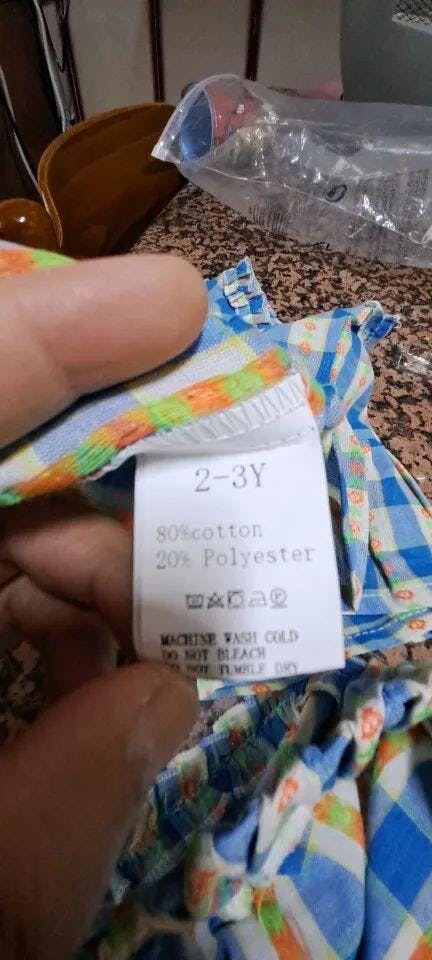 2-3Y
80%cotton
20% Polyester
MACHINE WASH COLD
DO NOT BLEACH
DO NOT TUMBLE DRY